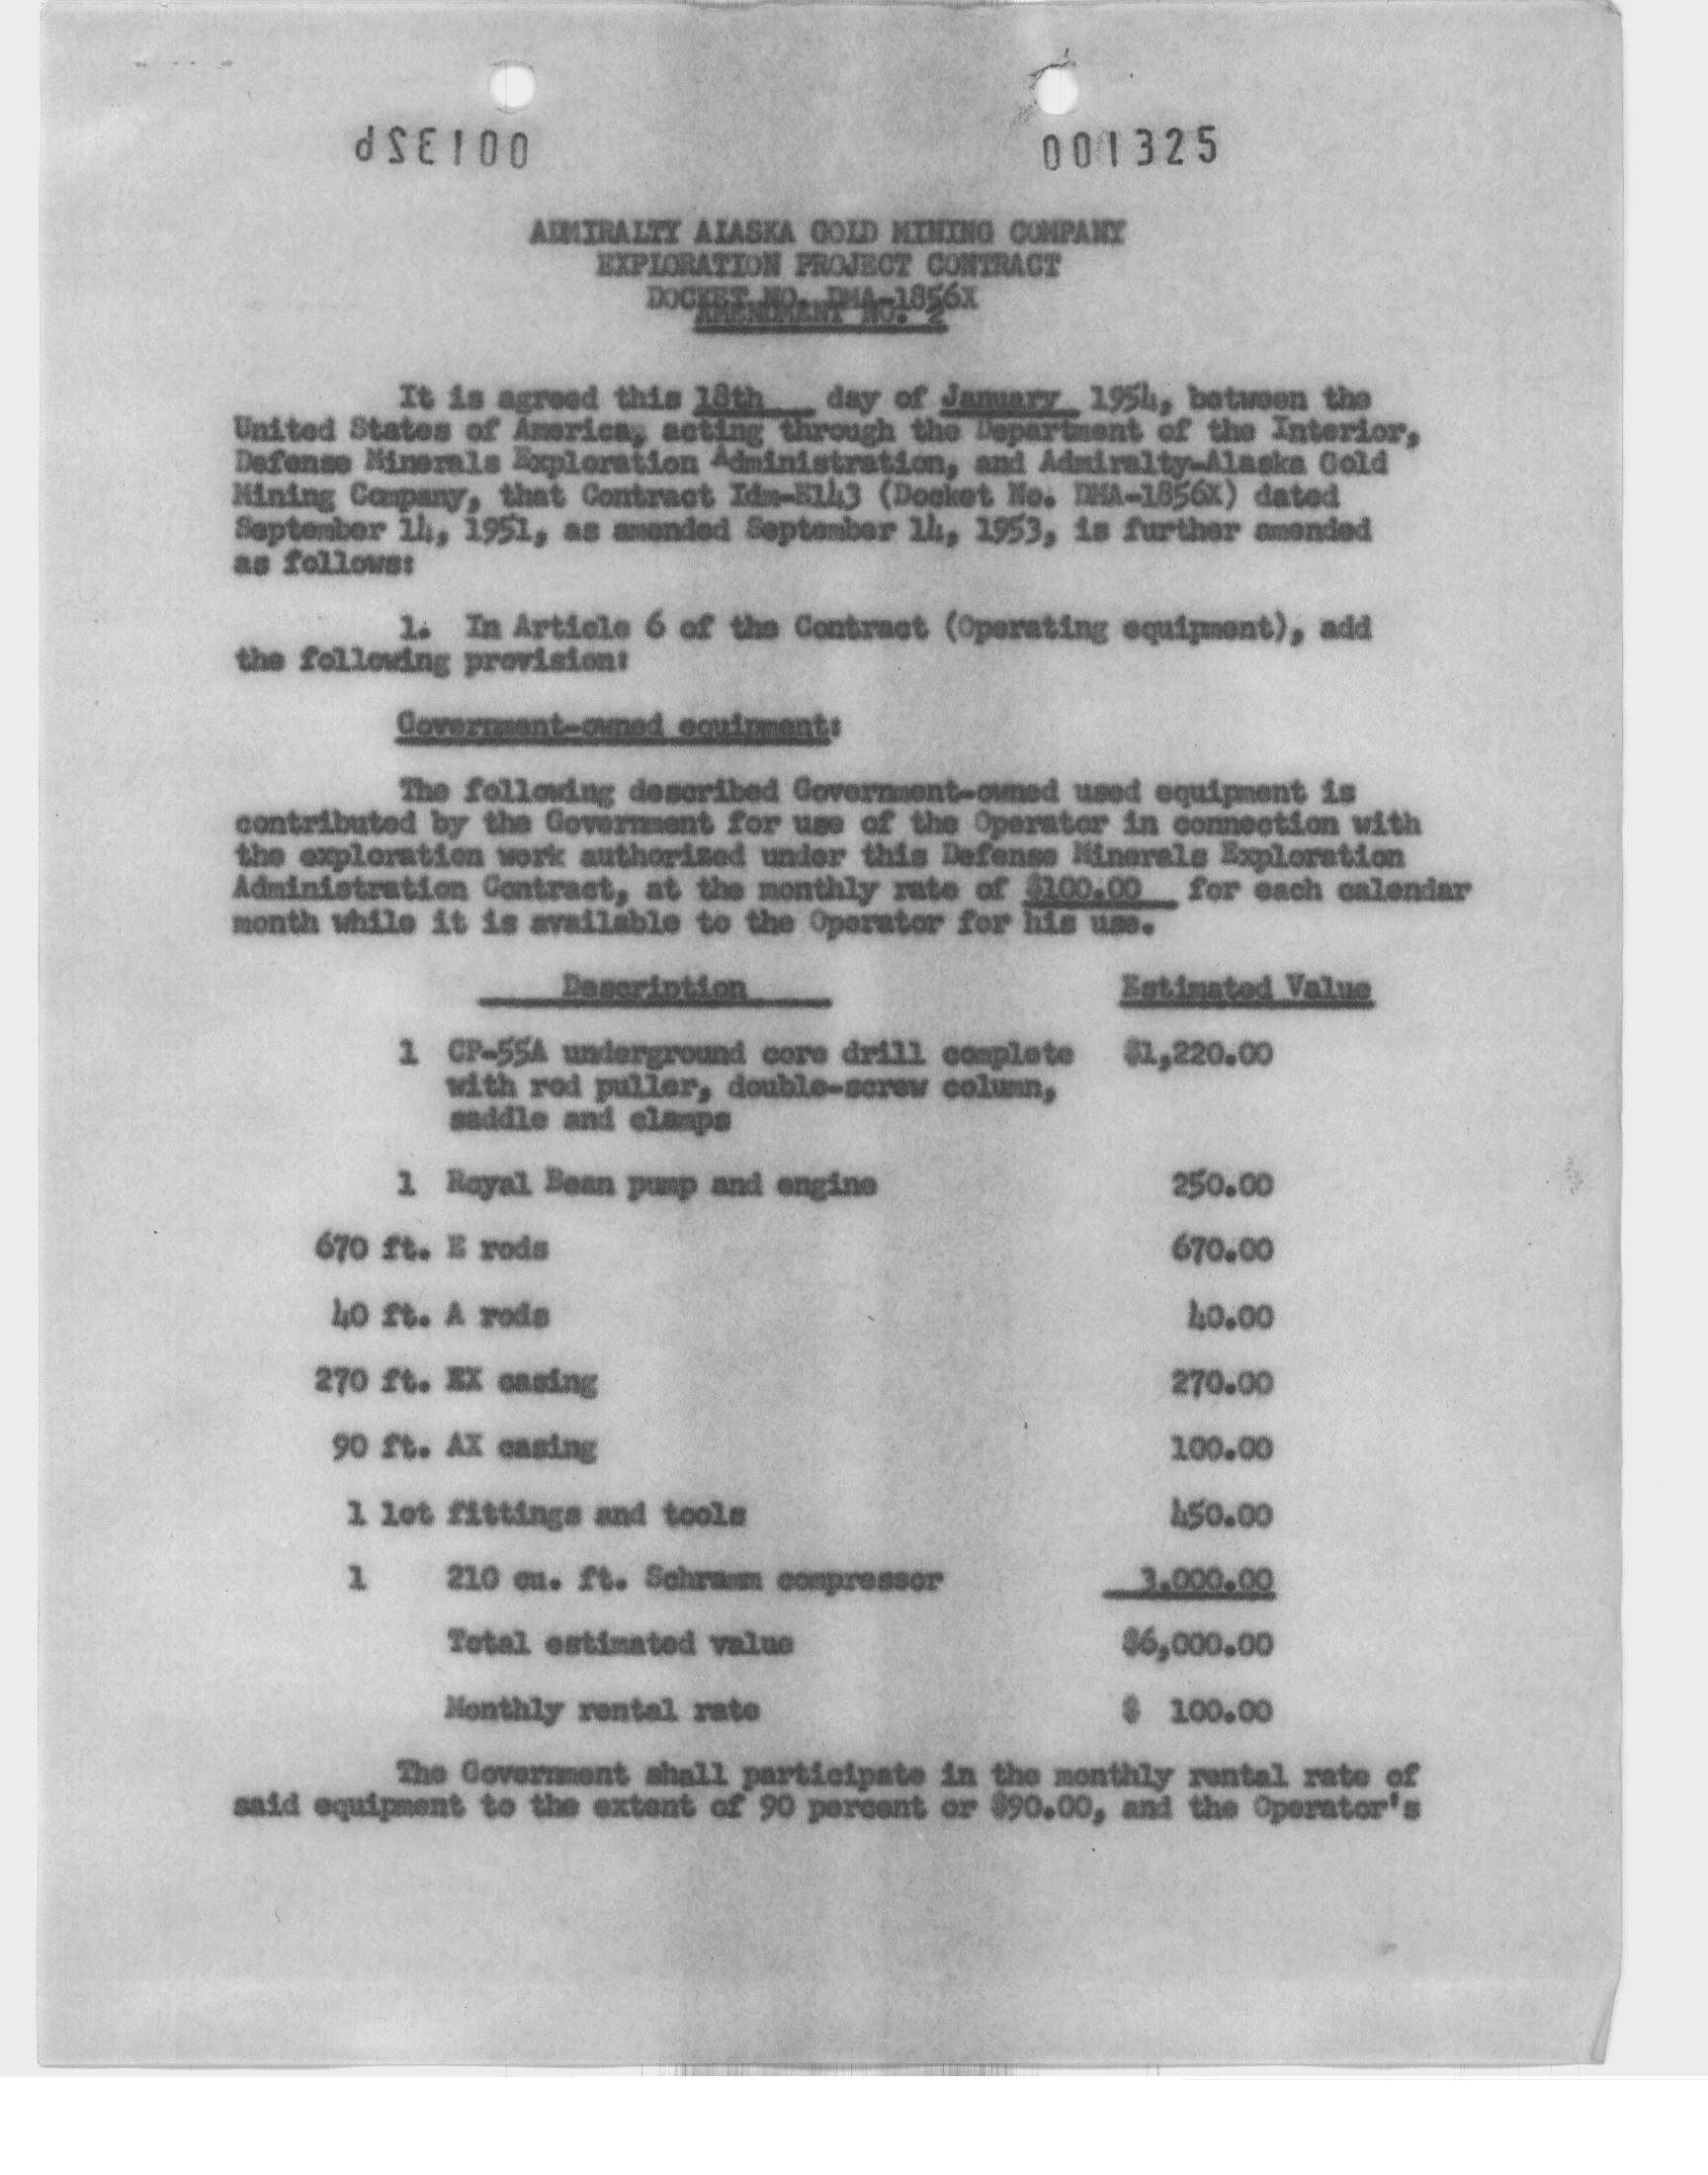 001326
001325
ADMIRALTY ALASKA GOLD MINING COMPANY
EXPLORATION PROJECT CONTRACT
DOCKET NO. DMA-1856X
AMENDMENT NO. 2
It is agreed this 18th day of January 1954, between the
United States of America, acting through the Department of the Interior,
Defense Minerals Exploration Administration, and Admiralty-Alaska Gold
Mining Company, that Contract Idm-E143 (Docket No. DMA-1856X) dated
September 14, 1951, as amended September 14, 1953, is further amended
as follows:
1. In Article 6 of the Contract (Operating equipment), add
the following provision:
Government-owned equipment:
The following described Government-owned used equipment is
contributed by the Government for use of the Operator in connection with
the exploration work authorized under this Defense Minerals Exploration
Administration Contract, at the monthly rate of $100.00 for each calendar
month while it is available to the Operator for his use.
Description Estimated Value
1 CP-55A underground core drill complete $1,220.00
with rod puller, double-screw column,
saddle and clamps
1 Royal Bean pump and engine 250.00
670 ft. E rods 670.00
40 ft. A rods 40.00
270 ft. EX casing 270.00
90 ft. AX casing 100.00
1 lot fittings and tools 450.00
1 210 cu. ft. Schramm compressor 3,000.00
Total estimated value $6,000.00
Monthly rental rate $ 100.00
The Government shall participate in the monthly rental rate of
said equipment to the extent of 90 percent or $90.00, and the Operator's